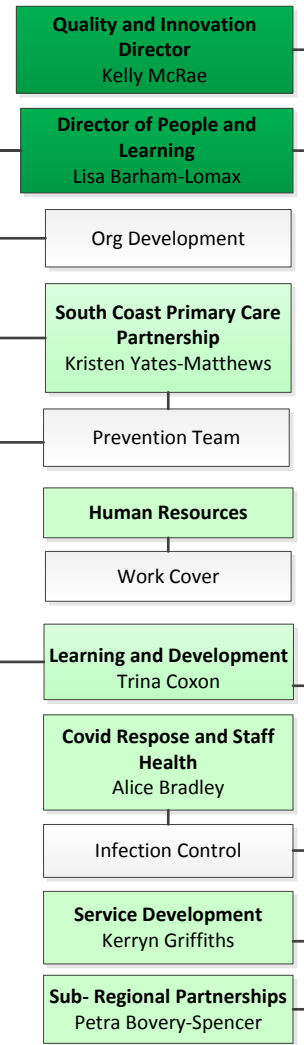 Quality and Innovation
Director
Kelly McRae
Director of People and
Learning
Lisa Barham-Lomax
Org Development
South Coast Primary Care
Partnership
Kristen Yates-Matthews
Prevention Team
Human Resources
Work Cover
Learning and Development
Trina Coxon
Covid Respose and Staff
Health
Alice Bradley
Infection Control
Service Development
Kerryn Griffiths
Sub- Regional Partnerships
Petra Bovery-Spencer